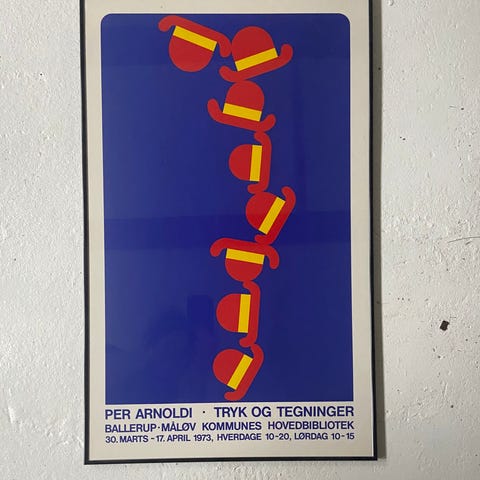 PER ARNOLDI · TRYK OG TEGNINGER
BALLERUP·MÅLØV KOMMUNES HOVEDBIBLIOTEK
30. MARTS - 17. APRIL 1973, HVERDAGE 10-20, LØRDAG 10-15